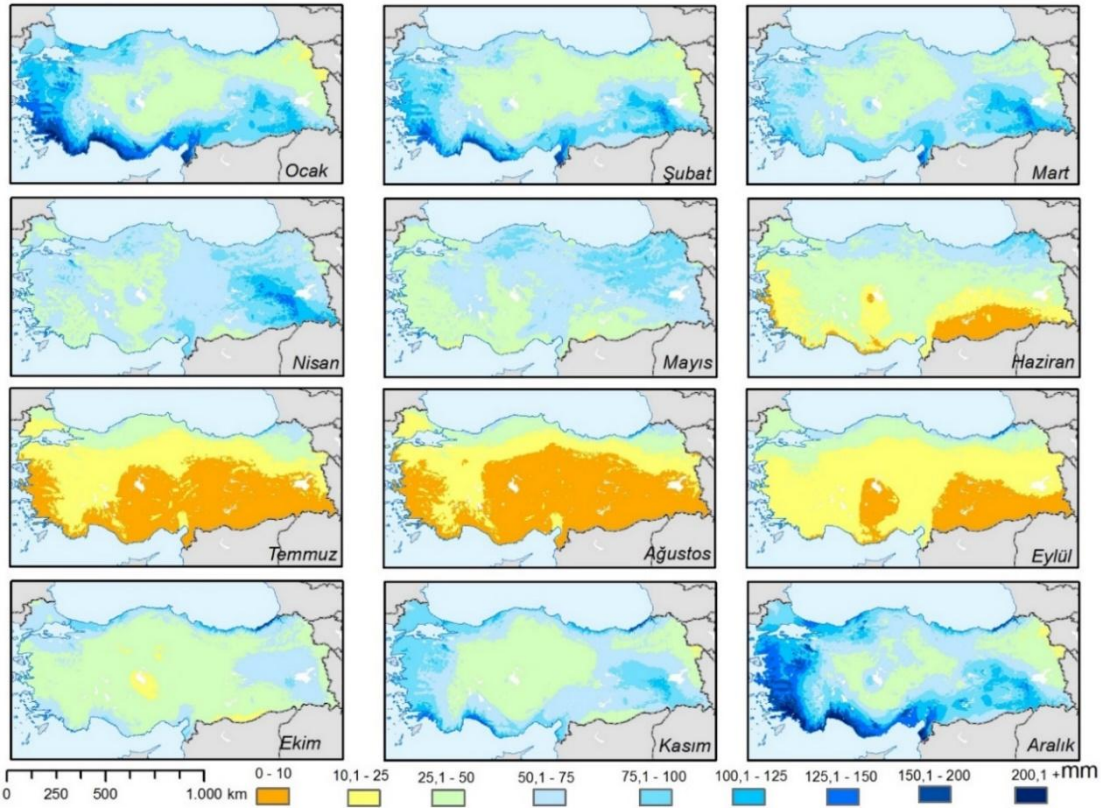 Ocak
Şubat
Mart
Nisan
Mayıs
Haziran
Temmuz
Ağustos
Eylül
Ekim
Kasım
Aralık
0 250 500 1.000 km
0 - 10 10,1 - 25 25,1 - 50 50,1 - 75 75,1 - 100 100,1 - 125 125,1 - 150 150,1 - 200 200,1 +mm